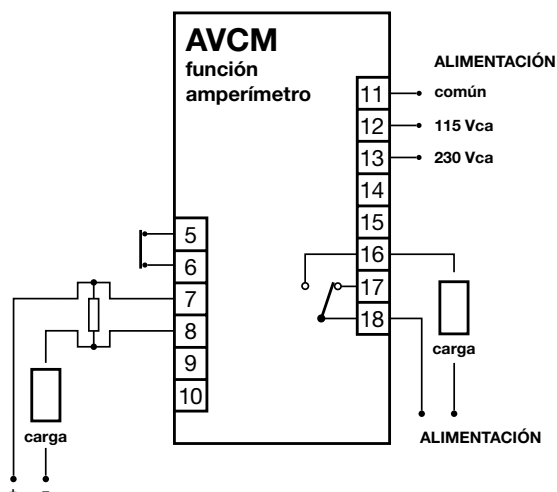 AVCM
función
amperímetro
ALIMENTACIÓN
11 común
12 115 Vca
13 230 Vca
14
15
16
17
18
5
6
7
8
9
10
carga
+ -
carga
ALIMENTACIÓN